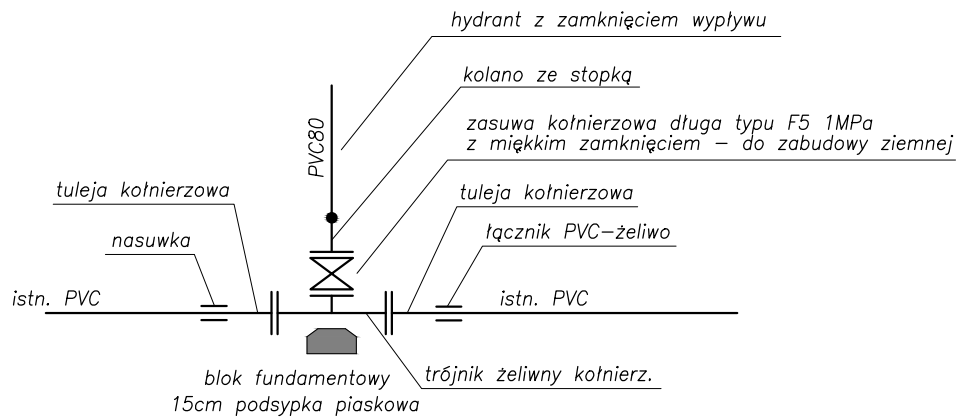 hydrant z zamknięciem wypływu
kolano ze stopką
PVC80
zasuwa kołnierzowa długa typu F5 1MPa
z miękkim zamknięciem – do zabudowy ziemnej
tuleja kołnierzowa
tuleja kołnierzowa
nasuwka
łącznik PVC–żeliwo
istn. PVC
istn. PVC
blok fundamentowy
15cm podsypka piaskowa
trójnik żeliwny kołnierz.